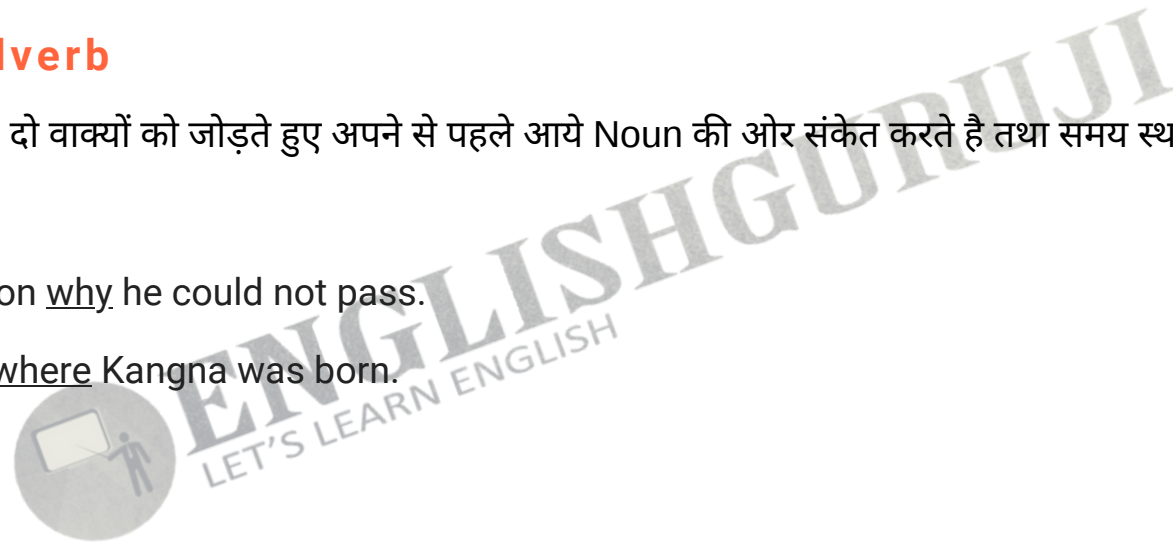 lverb
दो वाक्यों को जोड़ते हुए अपने से पहले आये Noun की ओर संकेत करते है तथा समय स्थ
on why he could not pass.
where Kangna was born.
ENGLISHGURUJI
LET'S LEARN ENGLISH